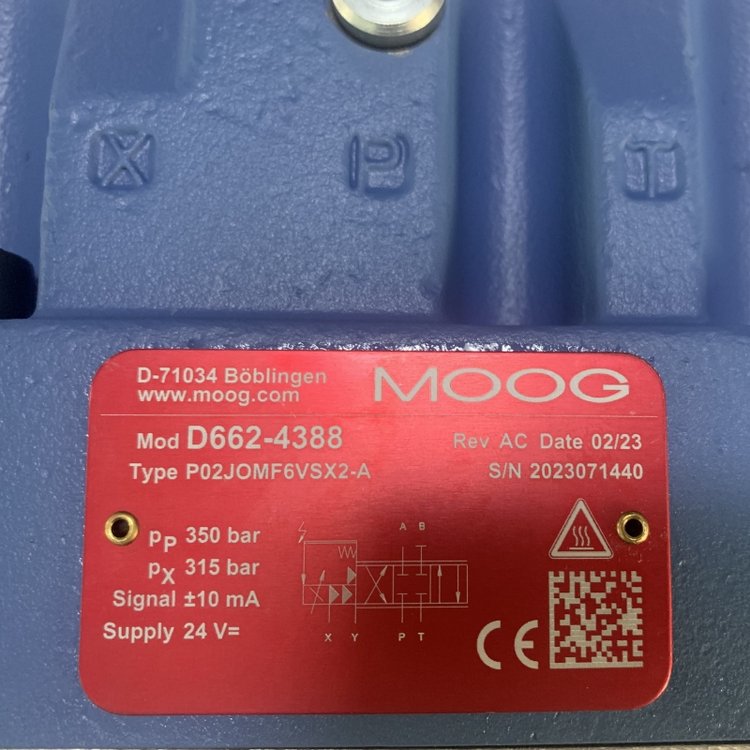 X P T
D-71034 Böblingen
MOOG
www.moog.com
Mod D662-4388
Rev AC Date 02/23
Type P02JOMF6VSX2-A
S/N 2023071440
pP 350 bar
pX 315 bar
Signal ±10 mA
Supply 24 V=
A B
X Y P T
CE